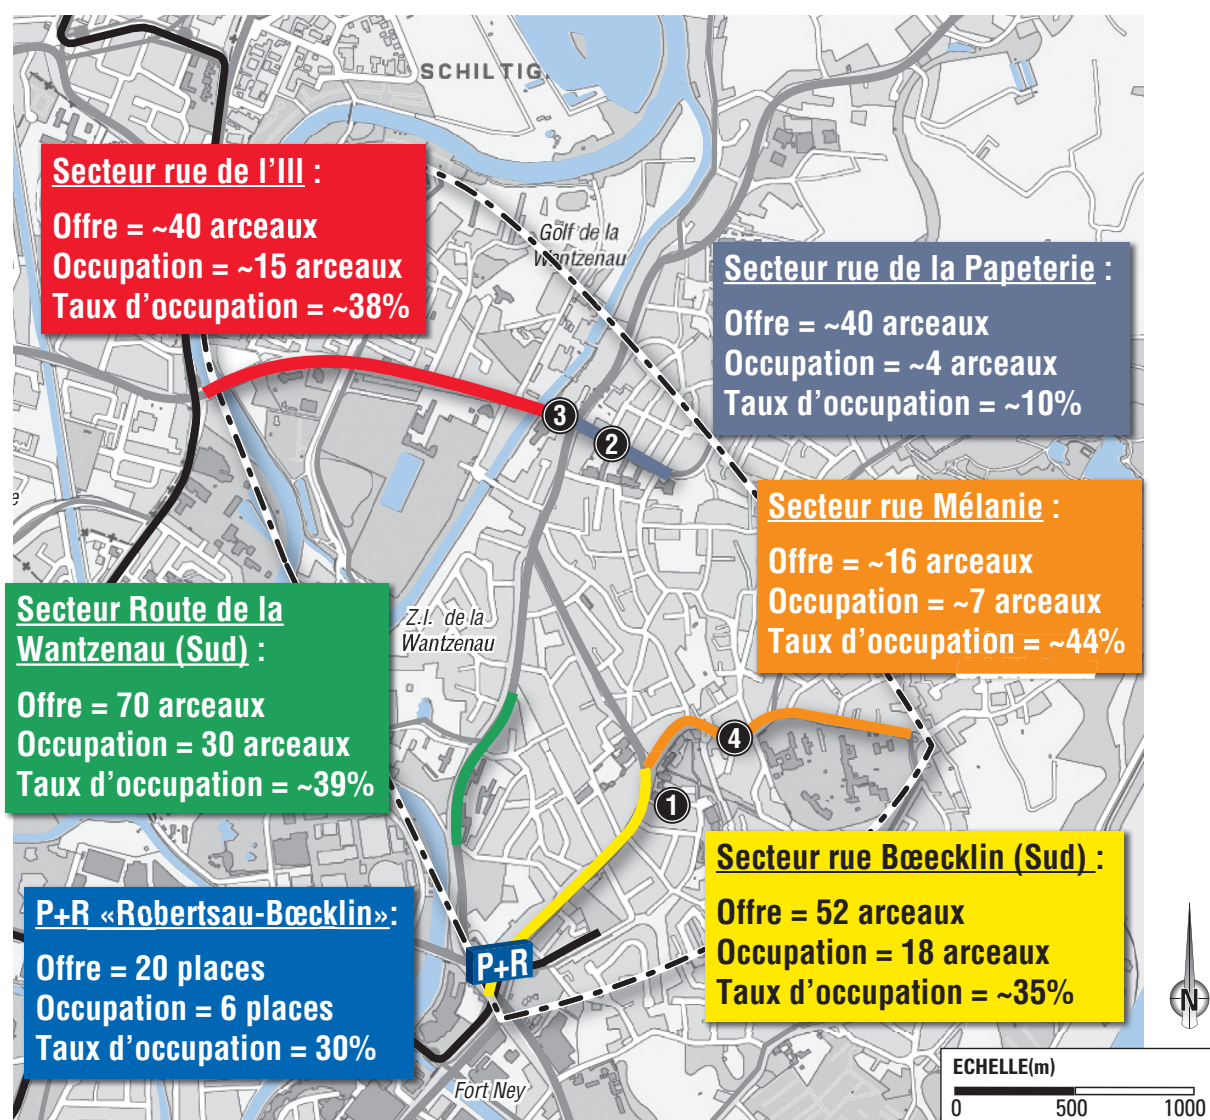 SCHILTIG
Secteur rue de l'Ill :
Offre = ~40 arceaux
Occupation = ~15 arceaux
Taux d'occupation = ~38%
Golf de la
Wantzenau
Secteur rue de la Papeterie :
Offre = ~40 arceaux
Occupation = ~4 arceaux
Taux d'occupation = ~10%
3
2
Secteur rue Mélanie :
Offre = ~16 arceaux
Occupation = ~7 arceaux
Taux d'occupation = ~44%
e
Secteur Route de la
Wantzenau (Sud) :
Offre = 70 arceaux
Occupation = 30 arceaux
Taux d'occupation = ~39%
Z.I. de la
Wantzenau
4
1
Secteur rue Bœecklin (Sud) :
Offre = 52 arceaux
Occupation = 18 arceaux
Taux d'occupation = ~35%
P+R «Robertsau-Bœcklin»:
Offre = 20 places
Occupation = 6 places
Taux d'occupation = 30%
P+R
Fort Ney
N
ECHELLE(m)
0 500 1000